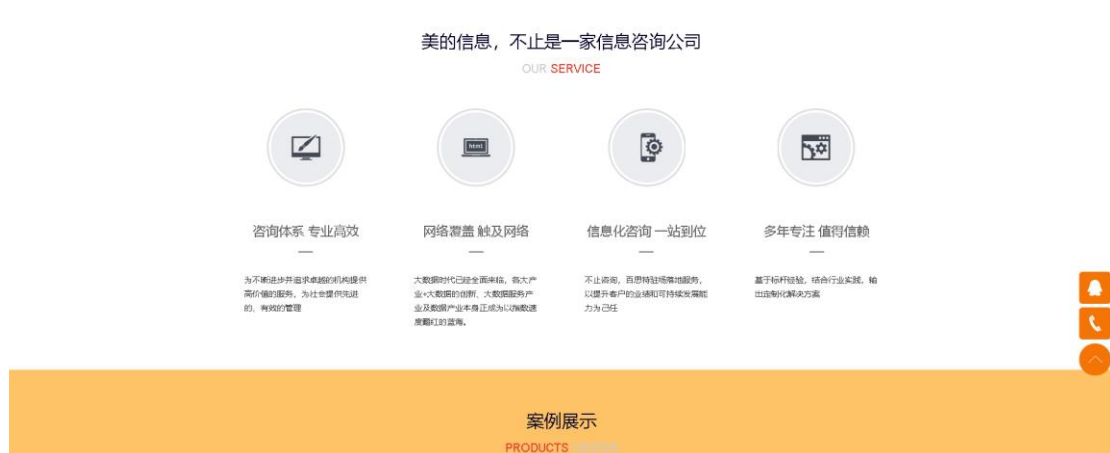 美的信息，不止是一家信息咨询公司
OUR SERVICE
html
咨询体系 专业高效
网络覆盖 触及网络
信息化咨询 一站到位
多年专注 值得信赖
为不断进步并追求卓越的机构提供
高价值的服务，为社会提供先进
的、有效的管理
大数据时代已经全面来临，各大产
业+大数据的创新、大数据服务产
业及数据产业本身正成为以指数速
度翻红的蓝海。
不止咨询，百思特驻场落地服务，
以提升客户的业绩和可持续发展能
力为己任
基于标杆经验，结合行业实践，输
出定制化解决方案
案例展示
PRODUCTS